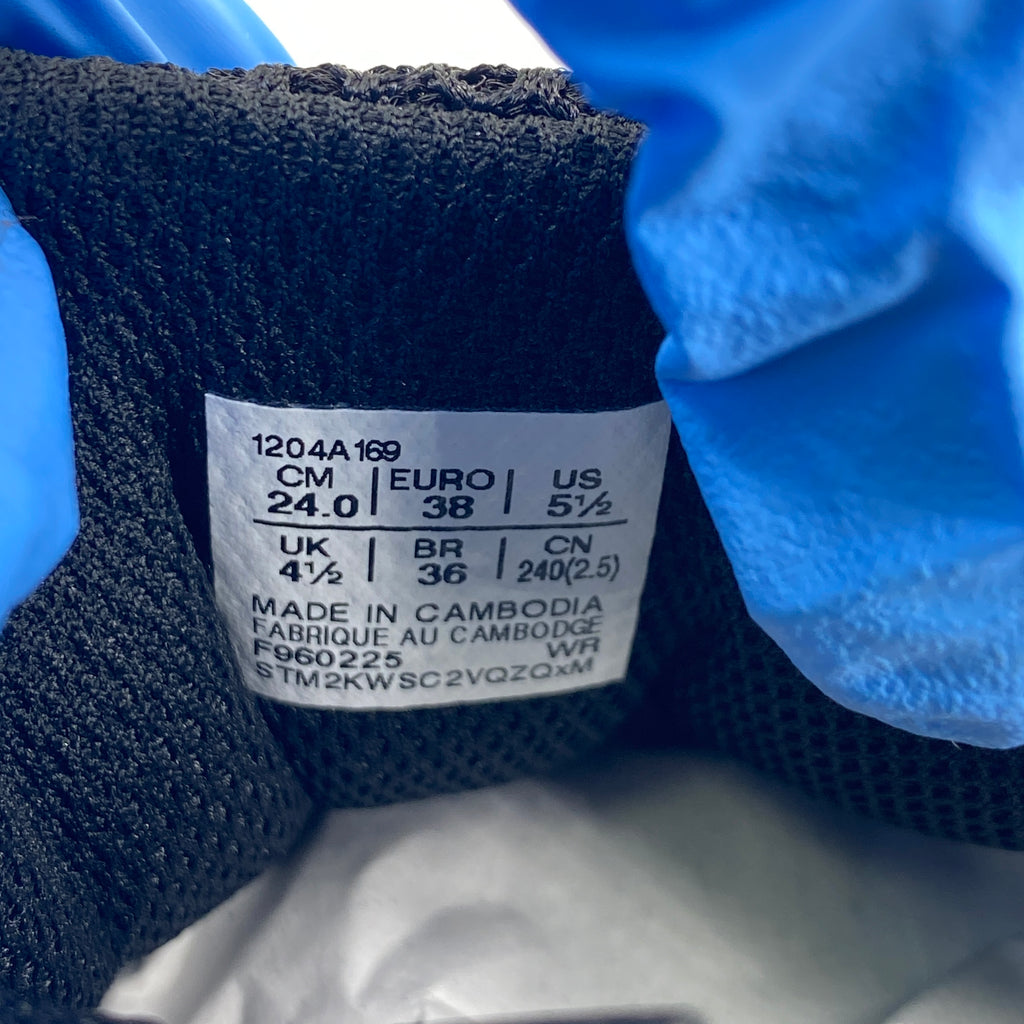 1204A169
CM | EURO | US
24.0 | 38 | 5½
UK | BR | CN
4½ | 36 | 240(2.5)
MADE IN CAMBODIA
FABRIQUE AU CAMBODGE
F960225 WR
STM2KWSC2VQZQxM